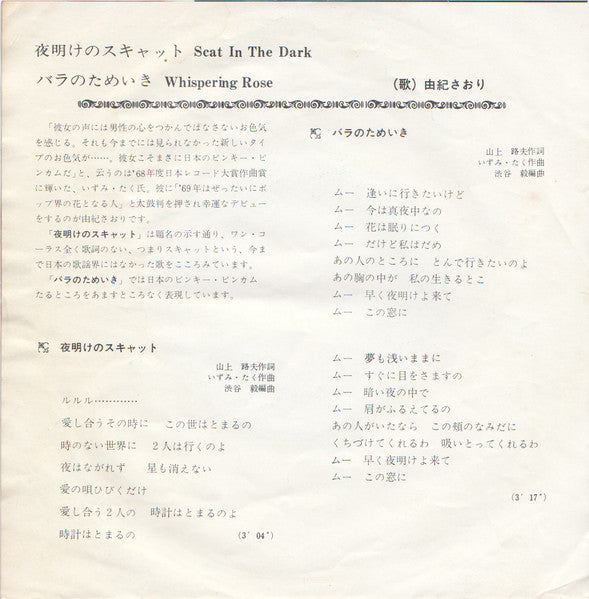 夜明けのスキャット Scat In The Dark
バラのためいき Whispering Rose (歌) 由紀さおり
「彼女の声には男性の心をつかんではなさないお色気
を感じる。それも今までには見られなかった新しいタイ
プのお色気が……。彼女こそまさに日本のピンキー・ピ
ンカムだ」と、云うのは'68年度日本レコード大賞作曲賞
に輝いた、いずみ・たく氏。彼に「'69年はぜったいにポ
ップ界の花となる人」と太鼓判を押され幸運なデビュー
をするのが由紀さおりです。
「夜明けのスキャット」は題名の示す通り、ワン・コ
ーラス全く歌詞のない、つまりスキャットという、今ま
で日本の歌謡界にはなかった歌をこころみています。
「バラのためいき」では日本のピンキー・ピンカム
たるところをあますところなく表現しています。
夜明けのスキャット
山上 路夫作詞
いずみ・たく作曲
渋谷 毅編曲
ルルル…………
愛し合うその時に この世はとまるの
時のない世界に 2人は行くのよ
夜はながれず 星も消えない
愛の唄ひびくだけ
愛し合う2人の 時計はとまるのよ
時計はとまるの (3′ 04″)
バラのためいき
山上 路夫作詞
いずみ・たく作曲
渋谷 毅編曲
ムー 逢いに行きたいけど
ムー 今は真夜中なの
ムー 花は眠りにつく
ムー だけど私はだめ
あの人のところに とんで行きたいのよ
あの胸の中が 私の生きるとこ
ムー 早く夜明けよ来て
ムー この窓に
ムー 夢も浅いままに
ムー すぐに目をさますの
ムー 暗い夜の中で
ムー 肩がふるえてるの
あの人がいたなら この頬のなみだに
くちづけてくれるわ 吸いとってくれるわ
ムー 早く夜明けよ来て
ムー この窓に
(3′ 17″)